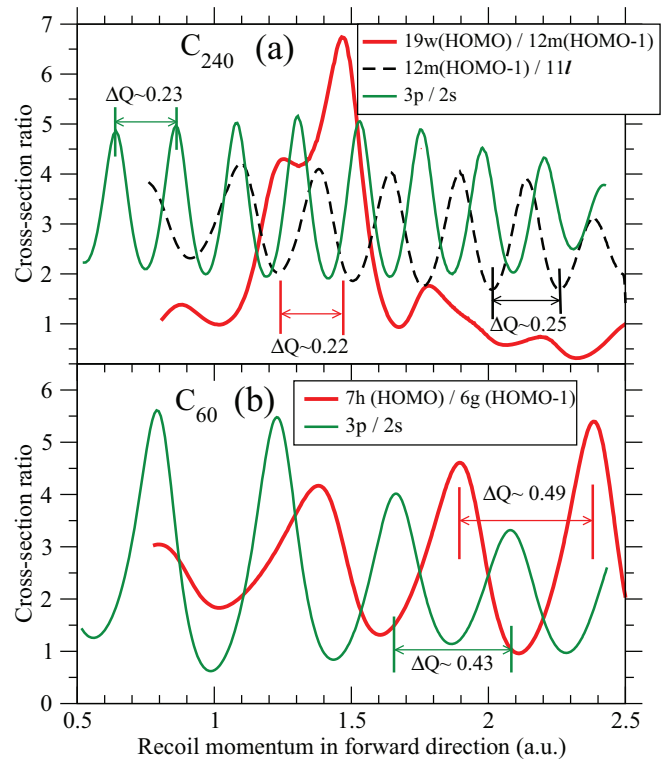 C240 (a)
19w(HOMO) / 12m(HOMO-1)
12m(HOMO-1) / 11l
3p / 2s
ΔQ~0.23
ΔQ~0.22
ΔQ~0.25
7
6
5
4
3
2
1
Cross-section ratio
C60 (b)
7h (HOMO) / 6g (HOMO-1)
3p / 2s
ΔQ~ 0.49
ΔQ~ 0.43
6
5
4
3
2
1
0
Cross-section ratio
0.5 1 1.5 2 2.5
Recoil momentum in forward direction (a.u.)